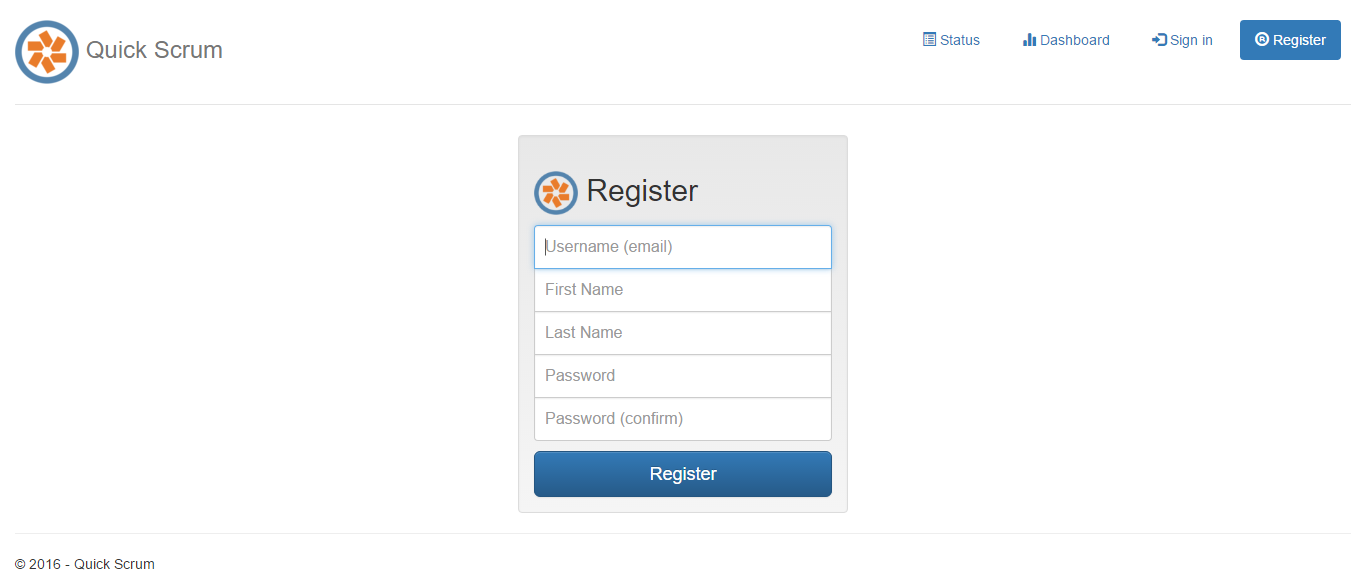 Quick Scrum
Status
Dashboard
Sign in
® Register
Register
Username (email)
First Name
Last Name
Password
Password (confirm)
Register
© 2016 - Quick Scrum